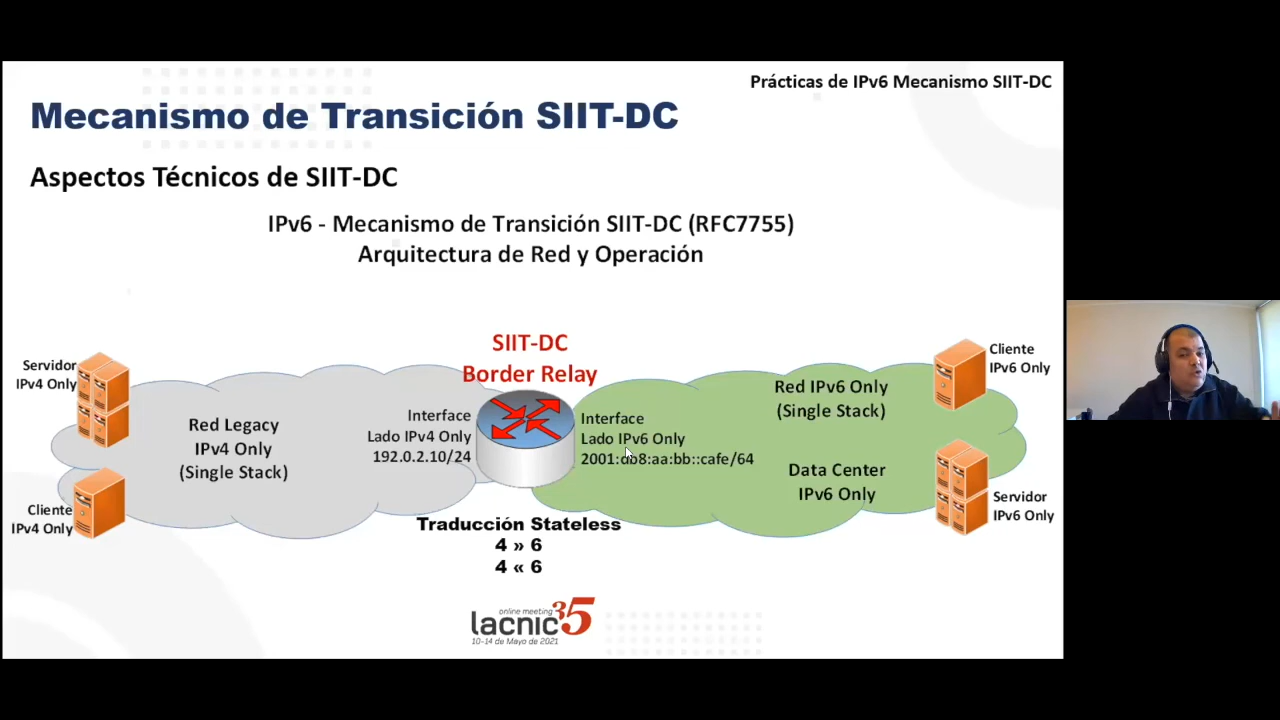 Prácticas de IPv6 Mecanismo SIIT-DC
Mecanismo de Transición SIIT-DC
Aspectos Técnicos de SIIT-DC
IPv6 - Mecanismo de Transición SIIT-DC (RFC7755)
Arquitectura de Red y Operación
SIIT-DC
Border Relay
Servidor
IPv4 Only
Cliente
IPv4 Only
Red Legacy
IPv4 Only
(Single Stack)
Interface
Lado IPv4 Only
192.0.2.10/24
Interface
Lado IPv6 Only
2001:db8:aa:bb::cafe/64
Red IPv6 Only
(Single Stack)
Data Center
IPv6 Only
Cliente
IPv6 Only
Servidor
IPv6 Only
Traducción Stateless
4 » 6
4 « 6
online meeting
lacnic35
10-14 de Mayo de 2021